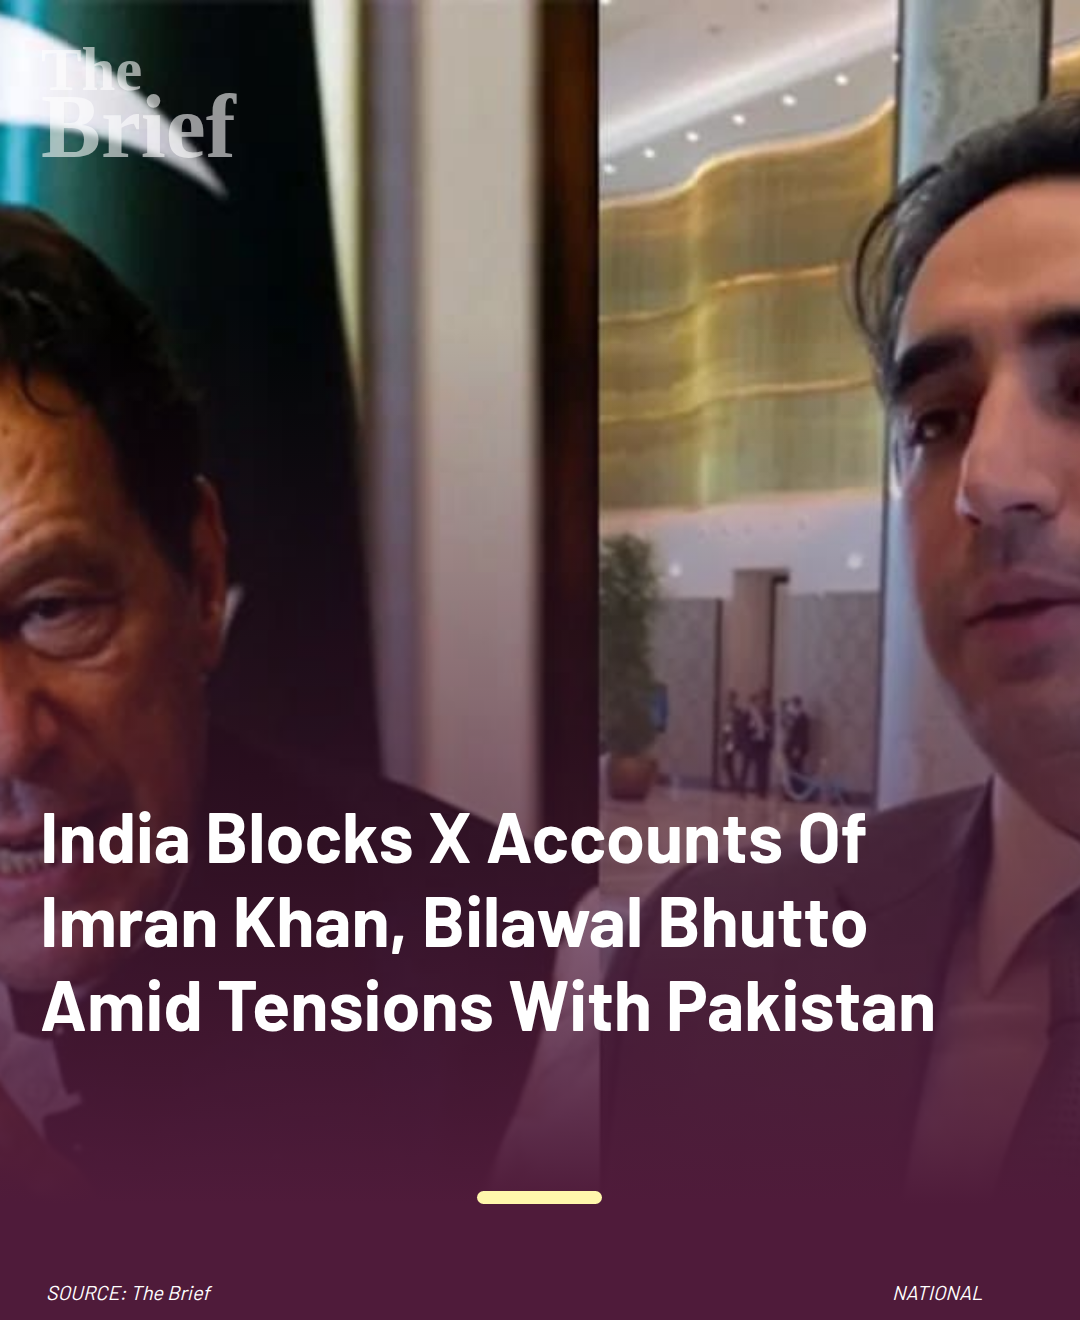 The
Brief
India Blocks X Accounts Of
Imran Khan, Bilawal Bhutto
Amid Tensions With Pakistan
SOURCE: The Brief
NATIONAL